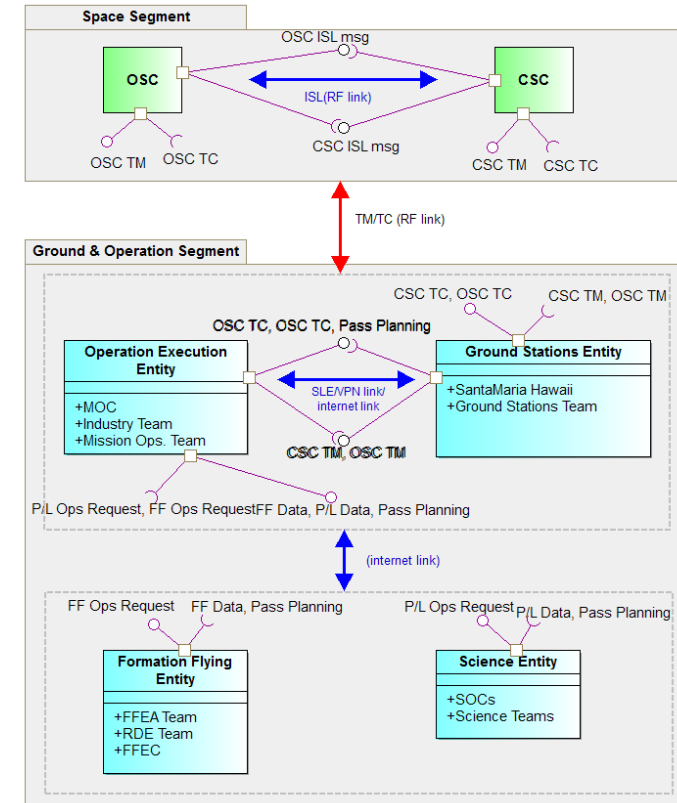 Space Segment
OSC ISL msg
OSC
CSC
ISL(RF link)
CSC ISL msg
OSC TM
OSC TC
CSC TM
CSC TC
TM/TC (RF link)
Ground & Operation Segment
CSC TC, OSC TC
CSC TM, OSC TM
OSC TC, OSC TC, Pass Planning
Operation Execution
Entity
Ground Stations Entity
SLE/VPN link/
internet link
+MOC
+Industry Team
+Mission Ops. Team
+SantaMaria Hawaii
+Ground Stations Team
CSC TM, OSC TM
P/L Ops Request, FF Ops Request
FF Data, P/L Data, Pass Planning
(internet link)
FF Ops Request
FF Data, Pass Planning
P/L Ops Request
P/L Data, Pass Planning
Formation Flying
Entity
Science Entity
+FFEA Team
+RDE Team
+FFEC
+SOCs
+Science Teams